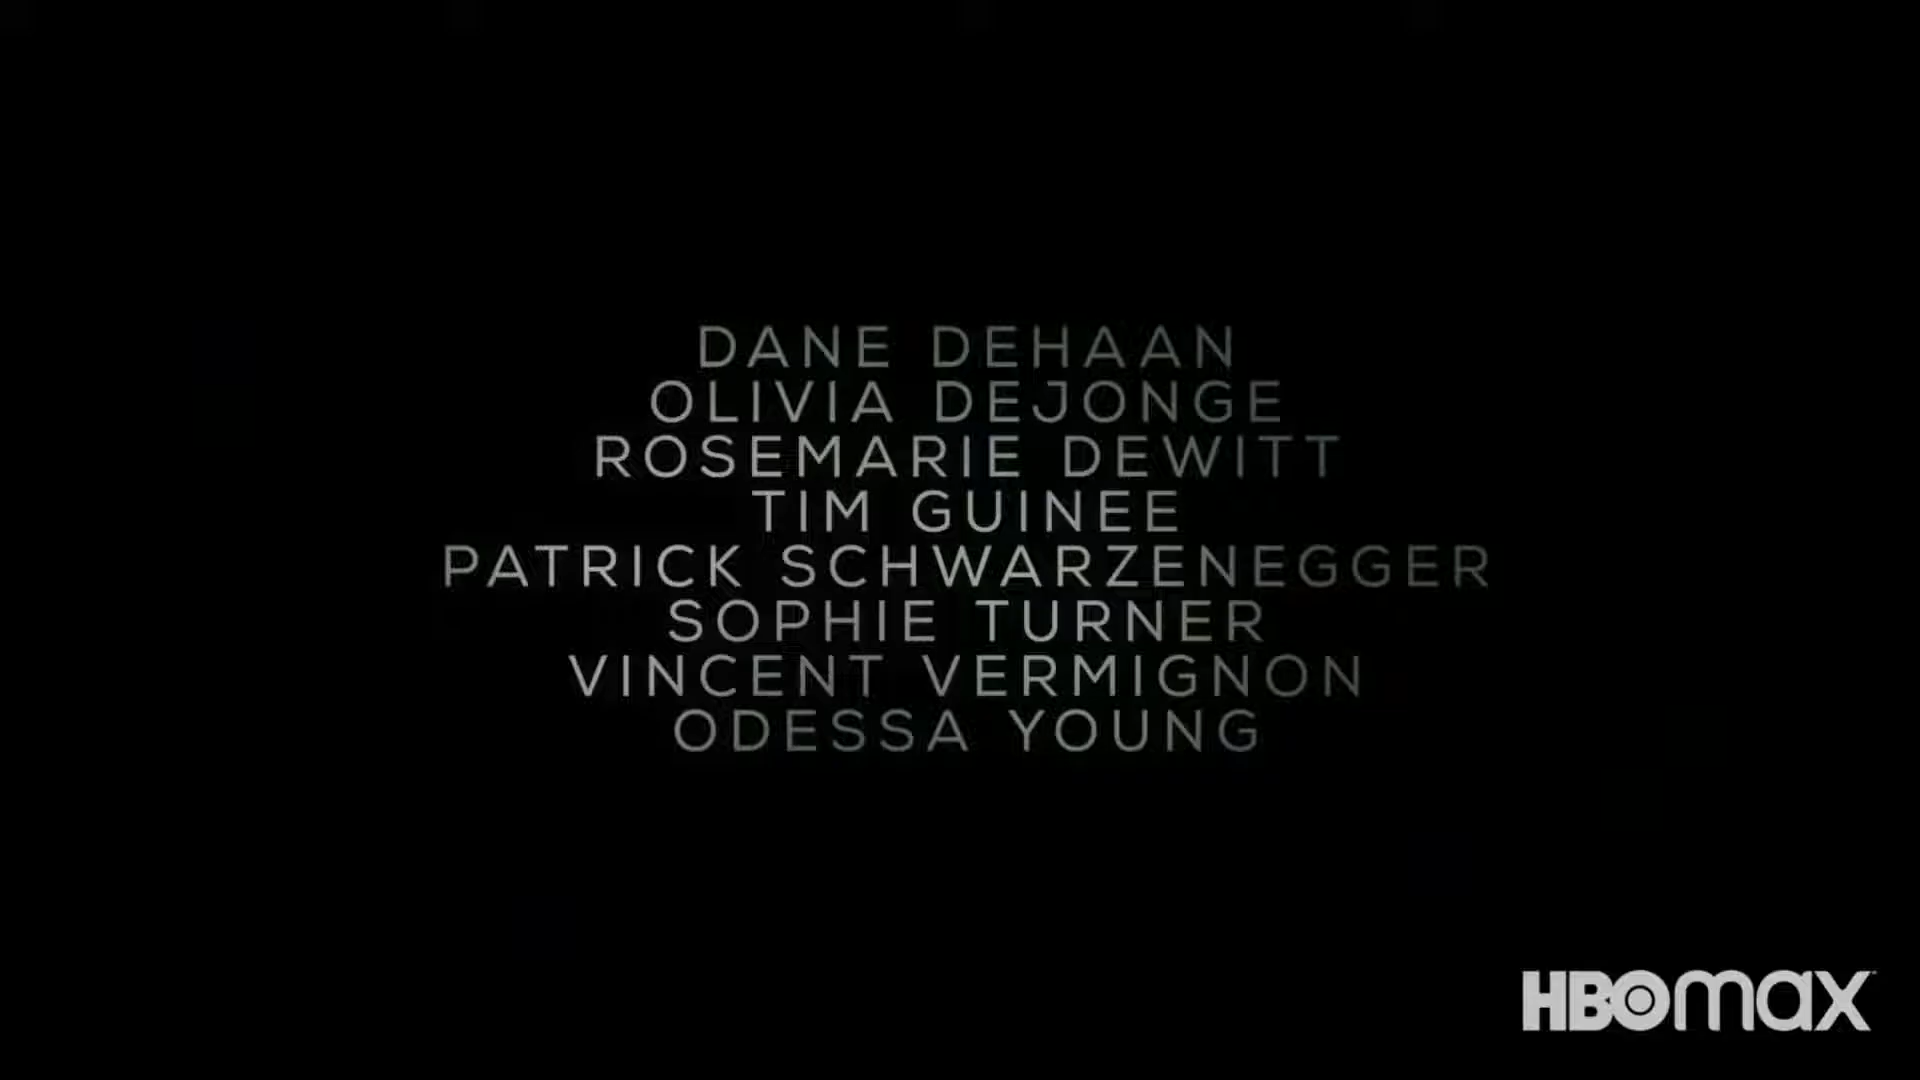 DANE DEHAAN
OLIVIA DEJONGE
ROSEMARIE DEWITT
TIM GUINEE
PATRICK SCHWARZENEGGER
SOPHIE TURNER
VINCENT VERMIGNON
ODESSA YOUNG
HBOmax